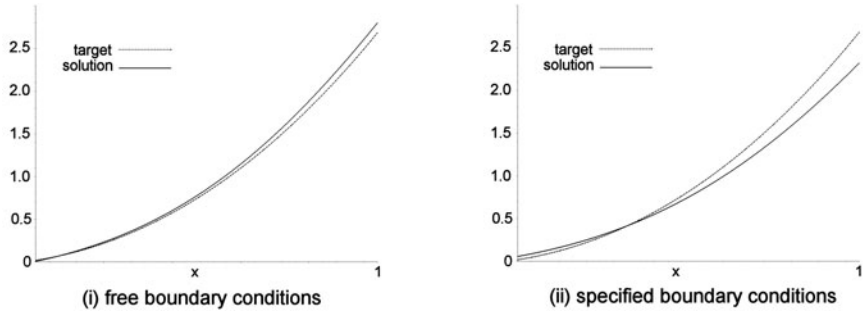 2.5
target
solution
2.0
1.5
1.0
0.5
0
x
1
(i) free boundary conditions
2.5
target
solution
2.0
1.5
1.0
0.5
0
x
1
(ii) specified boundary conditions